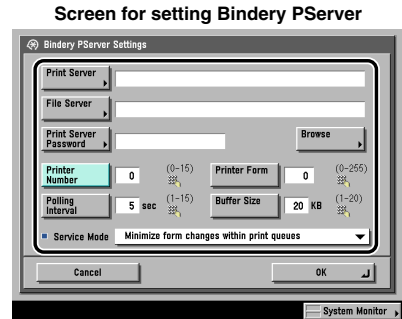 Screen for setting Bindery PServer
Bindery PServer Settings
Print Server
File Server
Print Server
Password
Browse
Printer
Number
0
(0-15)
Printer Form
0
(0-255)
Polling
Interval
5 sec
(1-15)
Buffer Size
20 KB
(1-20)
Service Mode
Minimize form changes within print queues
Cancel
OK
System Monitor